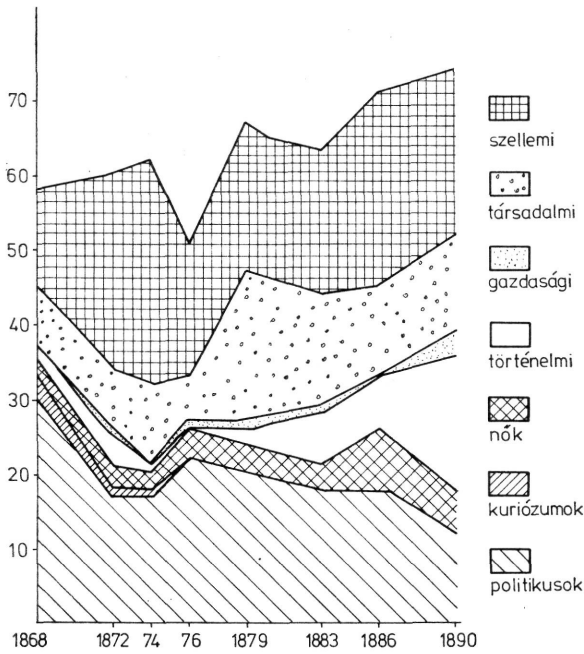 70
60
50
40
30
20
10
1868 1872 74 76 1879 1883 1886 1890
szellemi
társadalmi
gazdasági
történelmi
nők
kuriózumok
politikusok